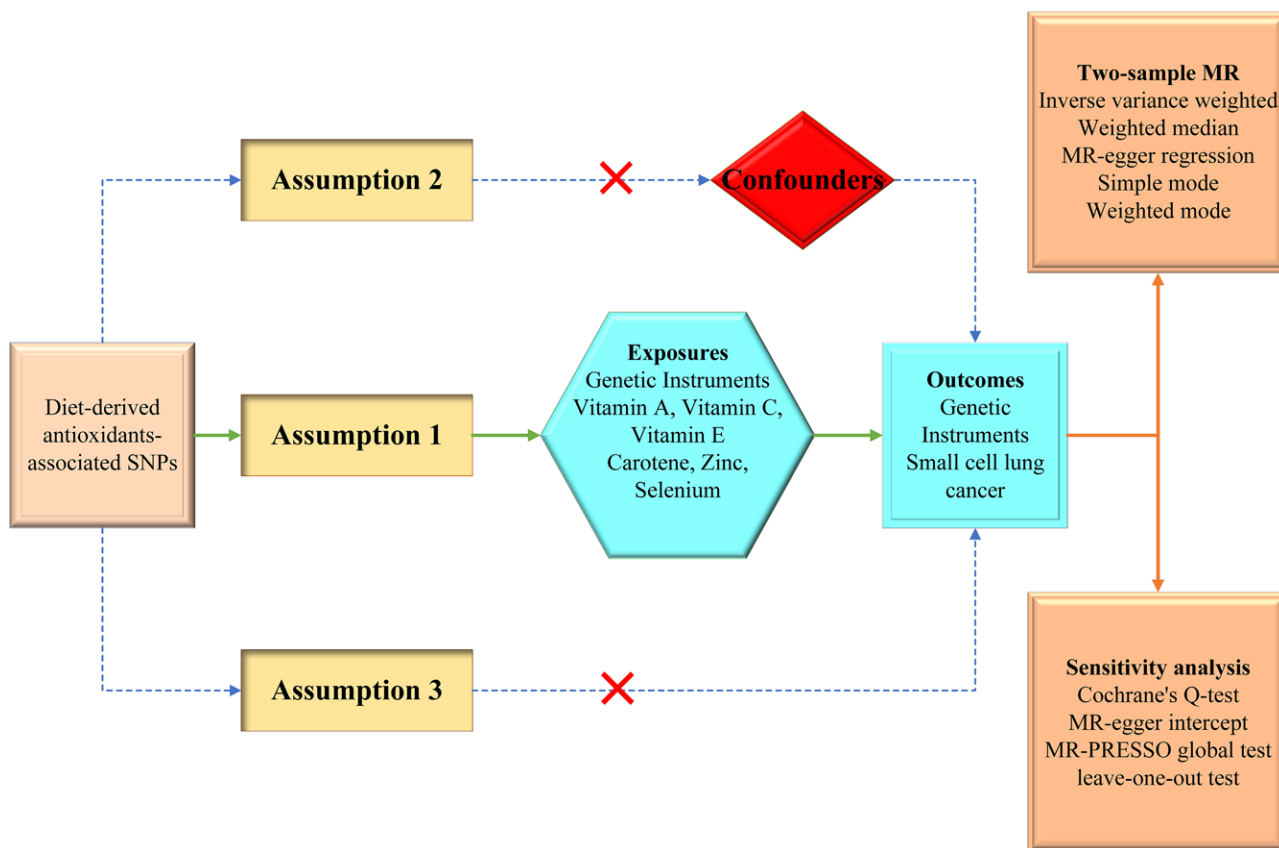 Two-sample MR
Inverse variance weighted
Weighted median
MR-egger regression
Simple mode
Weighted mode
Assumption 2
Confounders
Diet-derived
antioxidants-
associated SNPs
Assumption 1
Exposures
Genetic Instruments
Vitamin A, Vitamin C,
Vitamin E
Carotene, Zinc,
Selenium
Outcomes
Genetic
Instruments
Small cell lung
cancer
Assumption 3
Sensitivity analysis
Cochrane's Q-test
MR-egger intercept
MR-PRESSO global test
leave-one-out test